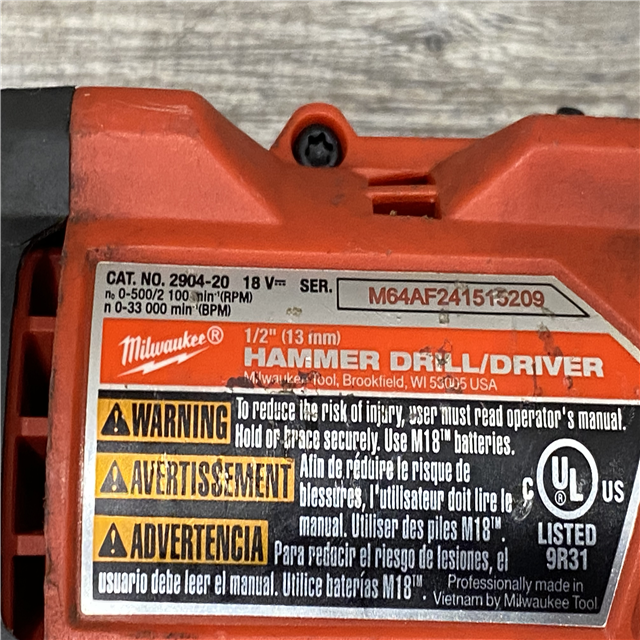 CAT. NO. 2904-20 18 V⎓ SER. M64AF241515209
n₀ 0-500/2 100 min⁻¹(RPM)
n 0-33 000 min⁻¹(BPM)
Milwaukee®
1/2" (13 mm)
HAMMER DRILL/DRIVER
Milwaukee Tool, Brookfield, WI 53005 USA
WARNING To reduce the risk of injury, user must read operator's manual.
Hold or brace securely. Use M18™ batteries.
AVERTISSEMENT Afin de réduire le risque de
blessures, l'utilisateur doit lire le
manual. Utiliser des piles M18™.
ADVERTENCIA Para reducir el riesgo de lesiones, el
usuario debe leer el manual. Utilice baterías M18™.
C UL® US
LISTED
9R31
Professionally made in
Vietnam by Milwaukee Tool